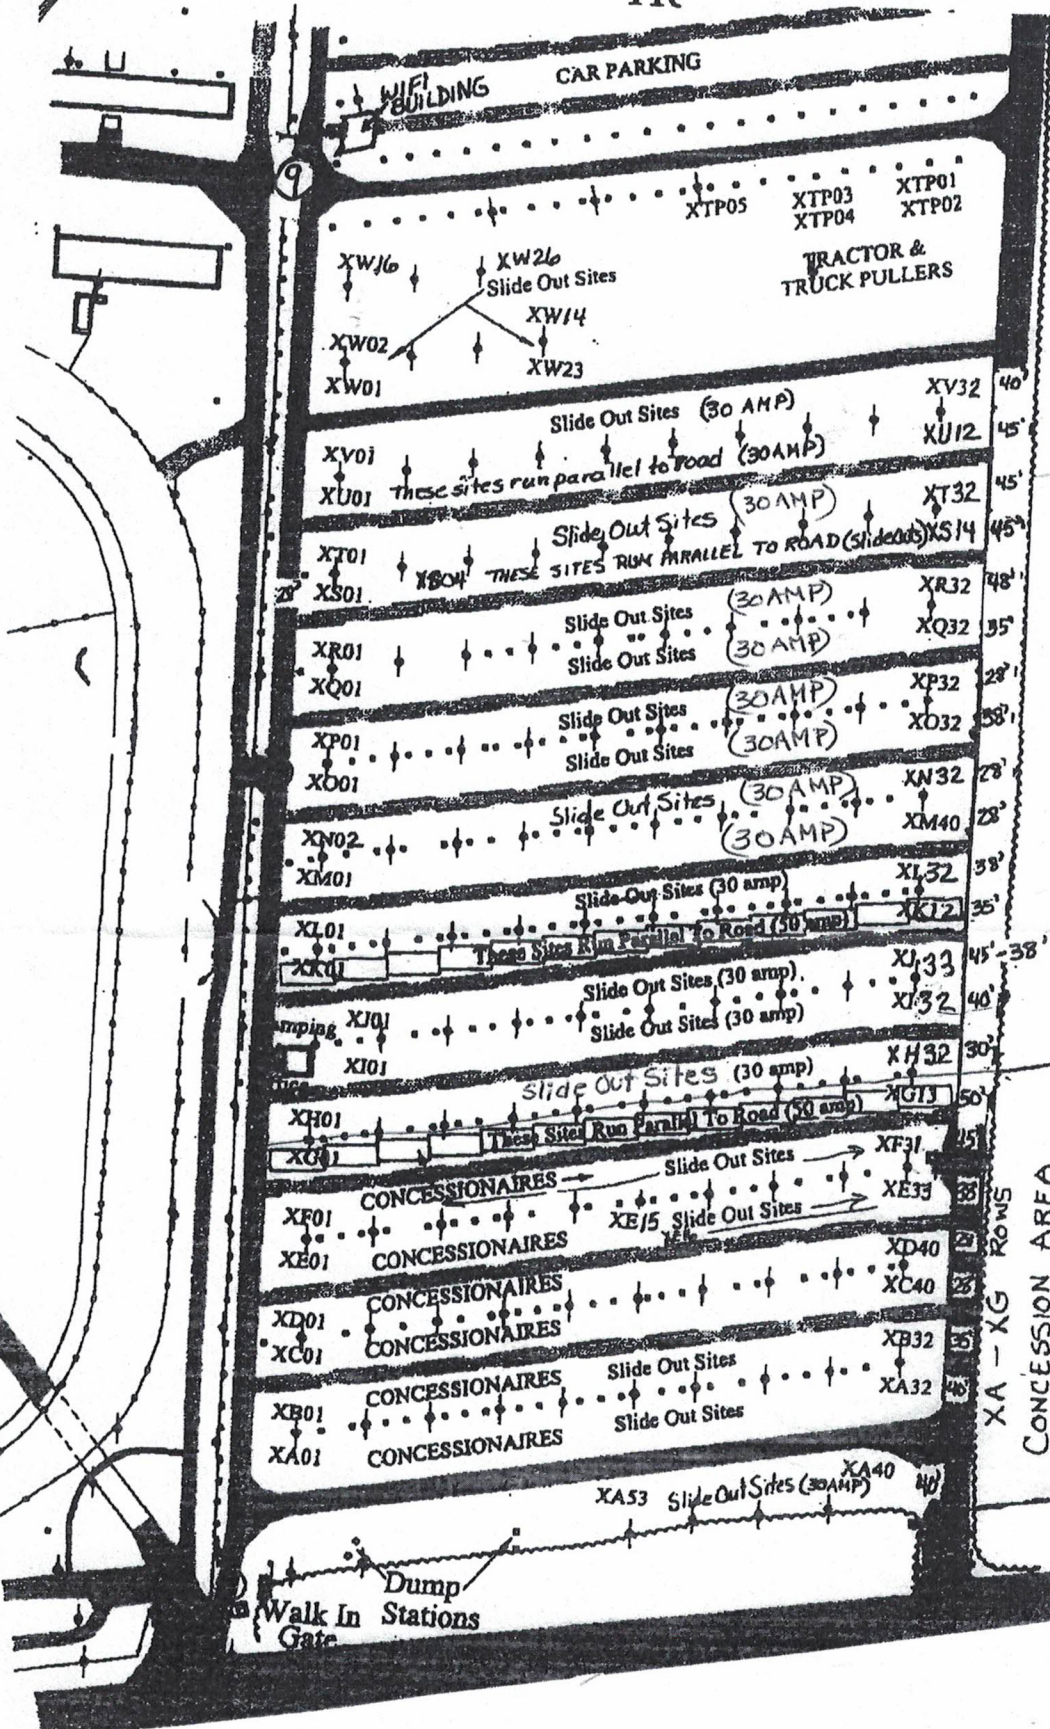 CAR PARKING
WIFI
BUILDING
9
XTP05
XTP03
XTP04
XTP01
XTP02
TRACTOR &
TRUCK PULLERS
XW16
XW26
Slide Out Sites
XW14
XW02
XW23
XW01
XV32
40'
Slide Out Sites (30 AMP)
XU12
45'
XV01
XU01 These sites run parallel to road (30AMP)
XT32
45'
Slide Out Sites (30 AMP)
XT01
XS04 THESE SITES RUN PARALLEL TO ROAD (slideouts) XS14
45'
28' XS01
XR32
48'
Slide Out Sites (30 AMP)
XQ32
35'
XR01
Slide Out Sites (30 AMP)
XQ01
XP32
28'
Slide Out Sites (30AMP)
XO32
38'
XP01
Slide Out Sites (30AMP)
XO01
XN32
28'
Slide Out Sites (30 AMP)
XM40
28'
XN02
(30AMP)
XM01
XL32
38'
Slide Out Sites (30 amp)
XK12
35'
XL01
XK01 These Sites Run Parallel To Road (50 amp)
XJ33
45'-38'
Slide Out Sites (30 amp)
XI32
40'
XJ01
Slide Out Sites (30 amp)
mping
XI01
XH32
30'
Slide Out Sites (30 amp)
XG13
50'
XH01
XG01 These Sites Run Parallel To Road (50 amp)
XF31
45'
CONCESSIONAIRES Slide Out Sites
XF01
XE33
38'
XE15 Slide Out Sites
XE01
CONCESSIONAIRES
XD40
28'
CONCESSIONAIRES
XC40
28'
XD01
CONCESSIONAIRES
XC01
XB32
35'
CONCESSIONAIRES Slide Out Sites
XA32
40'
XB01
Slide Out Sites
XA01
CONCESSIONAIRES
XA - XG ROWS
CONCESSION AREA
XA40
40'
XA53 Slide Out Sites (30AMP)
Dump
Stations
Walk In
Gate